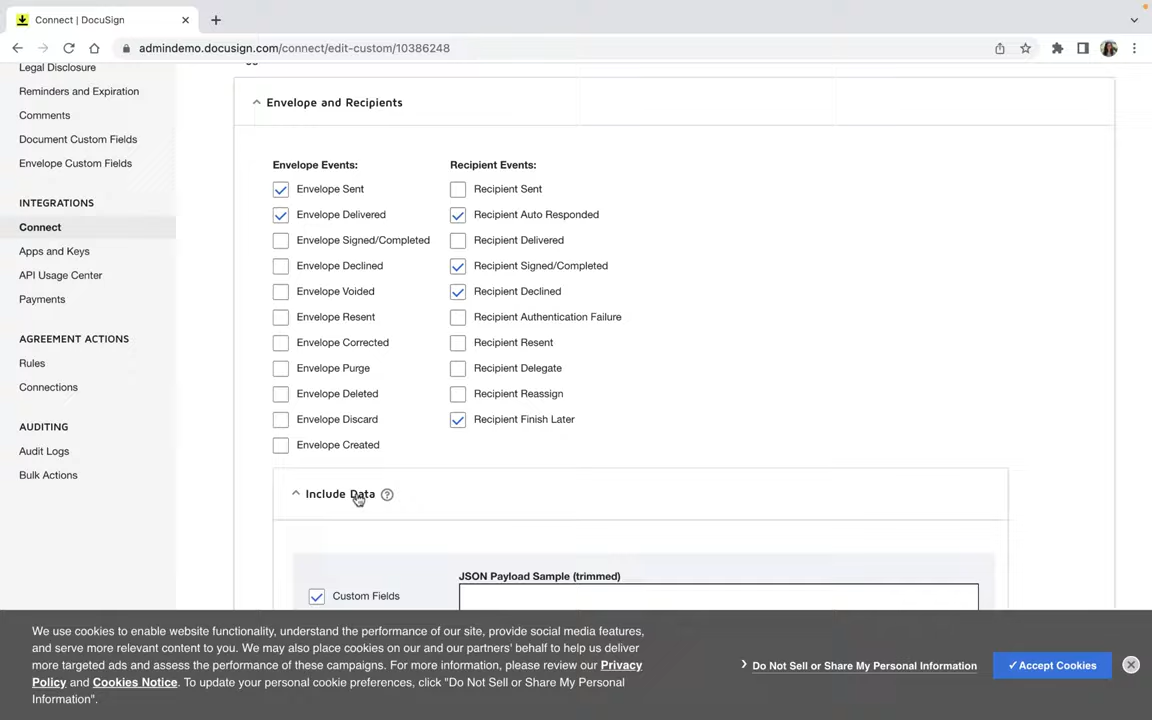 Connect | DocuSign
admindemo.docusign.com/connect/edit-custom/10386248
Legal Disclosure
Reminders and Expiration
Comments
Document Custom Fields
Envelope Custom Fields
INTEGRATIONS
Connect
Apps and Keys
API Usage Center
Payments
AGREEMENT ACTIONS
Rules
Connections
AUDITING
Audit Logs
Bulk Actions
Envelope and Recipients
Envelope Events:
Envelope Sent
Envelope Delivered
Envelope Signed/Completed
Envelope Declined
Envelope Voided
Envelope Resent
Envelope Corrected
Envelope Purge
Envelope Deleted
Envelope Discard
Envelope Created
Recipient Events:
Recipient Sent
Recipient Auto Responded
Recipient Delivered
Recipient Signed/Completed
Recipient Declined
Recipient Authentication Failure
Recipient Resent
Recipient Delegate
Recipient Reassign
Recipient Finish Later
Include Data ?
JSON Payload Sample (trimmed)
Custom Fields
We use cookies to enable website functionality, understand the performance of our site, provide social media features,
and serve more relevant content to you. We may also place cookies on our and our partners' behalf to help us deliver
more targeted ads and assess the performance of these campaigns. For more information, please review our Privacy
Policy and Cookies Notice. To update your personal cookie preferences, click "Do Not Sell or Share My Personal
Information".
Do Not Sell or Share My Personal Information
✓Accept Cookies